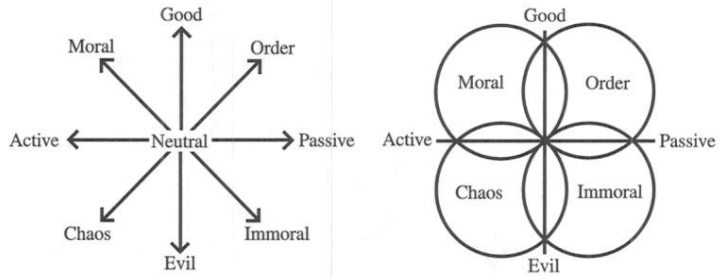 Good
Moral
Order
Active
Neutral
Passive
Chaos
Immoral
Evil
Good
Moral
Order
Active
Passive
Chaos
Immoral
Evil